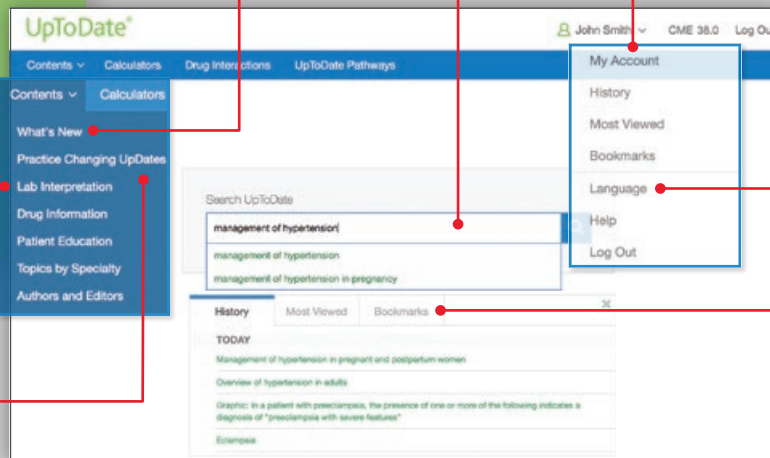 UpToDate®
John Smith CME 38.0 Log Ou
Contents Calculators Drug Interactions UpToDate Pathways
Contents Calculators
What's New
Practice Changing UpDates
Lab Interpretation
Drug Information
Patient Education
Topics by Specialty
Authors and Editors
My Account
History
Most Viewed
Bookmarks
Language
Help
Log Out
Search UpToDate
management of hypertension
management of hypertension
management of hypertension in pregnancy
History Most Viewed Bookmarks
TODAY
Management of hypertension in pregnant and postpartum women
Overview of hypertension in adults
Graphic: In a patient with preeclampsia, the presence of one or more of the following indicates a
diagnosis of "preeclampsia with severe features"
Eclampsia